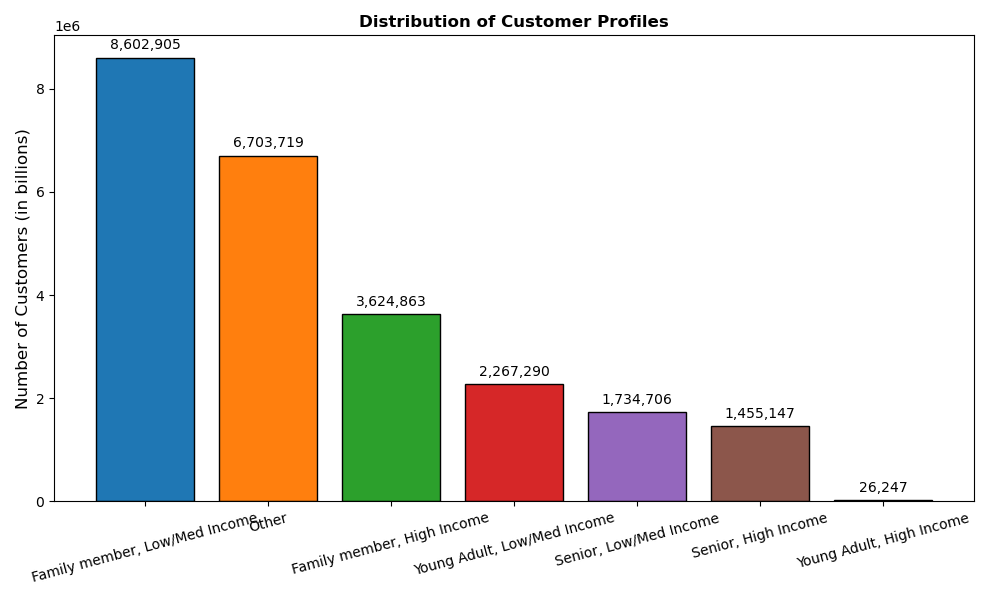 Distribution of Customer Profiles
1e6
Number of Customers (in billions)
8
6
4
2
0
8,602,905
6,703,719
3,624,863
2,267,290
1,734,706
1,455,147
26,247
Family member, Low/Med Income
Other
Family member, High Income
Young Adult, Low/Med Income
Senior, Low/Med Income
Senior, High Income
Young Adult, High Income